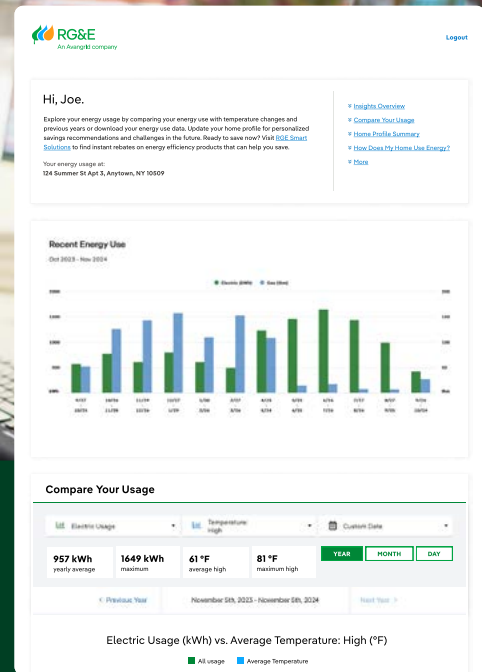 RG&E
An Avangrid company
Logout
Hi, Joe.
Explore your energy usage by comparing your energy use with temperature changes and
previous years or download your energy use data. Update your home profile for personalized
savings recommendations and challenges in the future. Ready to save now? Visit RGE Smart
Solutions to find instant rebates on energy efficiency products that can help you save.
Your energy usage at:
124 Summer St Apt 3, Anytown, NY 10509
Insights Overview
Compare Your Usage
Home Profile Summary
How Does My Home Use Energy?
More
Recent Energy Use
Oct 2023 - Nov 2024
Electric (kWh)
1500
1000
500
Compare Your Usage
Electric Usage
Temperature:
High
Custom Date
957 kWh
yearly average
1649 kWh
maximum
61 °F
average high
81 °F
maximum high
YEAR
MONTH
DAY
< Previous Year
November 5th, 2023 - November 5th, 2024
Next Year >
Electric Usage (kWh) vs. Average Temperature: High (°F)
All usage
Average Temperature